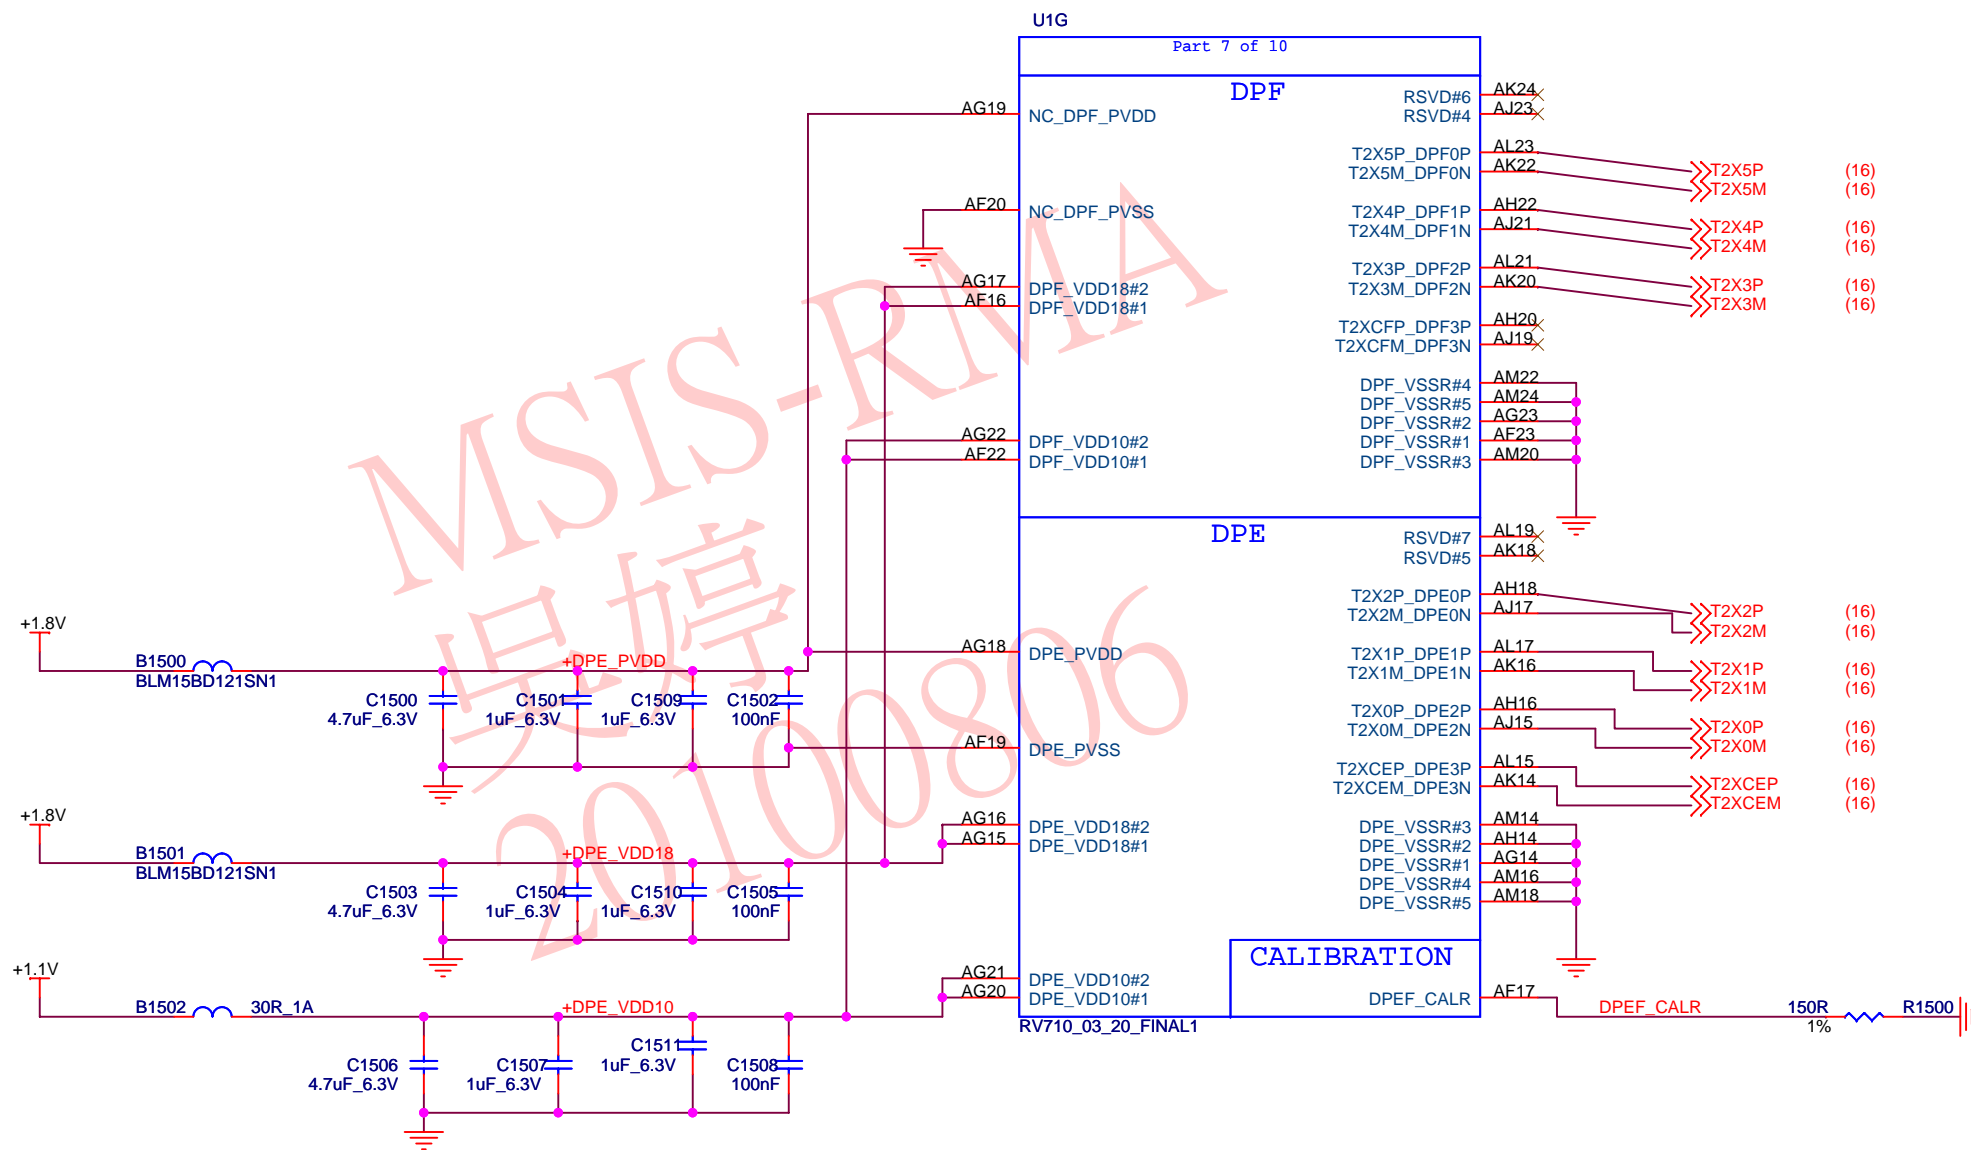 U1G
Part 7 of 10
DPF
AG19 NC_DPF_PVDD
AF20 NC_DPF_PVSS
AG17 DPF_VDD18#2
AF16 DPF_VDD18#1
AG22 DPF_VDD10#2
AF22 DPF_VDD10#1
RSVD#6 AK24
RSVD#4 AJ23
T2X5P_DPF0P AL23 T2X5P (16)
T2X5M_DPF0N AK22 T2X5M (16)
T2X4P_DPF1P AH22 T2X4P (16)
T2X4M_DPF1N AJ21 T2X4M (16)
T2X3P_DPF2P AL21 T2X3P (16)
T2X3M_DPF2N AK20 T2X3M (16)
T2XCFP_DPF3P AH20
T2XCFM_DPF3N AJ19
DPF_VSSR#4 AM22
DPF_VSSR#5 AM24
DPF_VSSR#2 AG23
DPF_VSSR#1 AF23
DPF_VSSR#3 AM20
DPE
AG18 DPE_PVDD
AF19 DPE_PVSS
AG16 DPE_VDD18#2
AG15 DPE_VDD18#1
AG21 DPE_VDD10#2
AG20 DPE_VDD10#1
RSVD#7 AL19
RSVD#5 AK18
T2X2P_DPE0P AH18 T2X2P (16)
T2X2M_DPE0N AJ17 T2X2M (16)
T2X1P_DPE1P AL17 T2X1P (16)
T2X1M_DPE1N AK16 T2X1M (16)
T2X0P_DPE2P AH16 T2X0P (16)
T2X0M_DPE2N AJ15 T2X0M (16)
T2XCEP_DPE3P AL15 T2XCEP (16)
T2XCEM_DPE3N AK14 T2XCEM (16)
DPE_VSSR#3 AM14
DPE_VSSR#2 AH14
DPE_VSSR#1 AG14
DPE_VSSR#4 AM16
DPE_VSSR#5 AM18
CALIBRATION
DPEF_CALR AF17 DPEF_CALR 150R R1500
1%
RV710_03_20_FINAL1
+1.8V
B1500 +DPE_PVDD
BLM15BD121SN1
C1500 C1501 C1509 C1502
4.7uF_6.3V 1uF_6.3V 1uF_6.3V 100nF
+1.8V
B1501 +DPE_VDD18
BLM15BD121SN1
C1503 C1504 C1510 C1505
4.7uF_6.3V 1uF_6.3V 1uF_6.3V 100nF
+1.1V
B1502 30R_1A +DPE_VDD10
C1506 C1507 C1511 C1508
4.7uF_6.3V 1uF_6.3V 1uF_6.3V 100nF
MSIS-RMA
吳婷
20100806